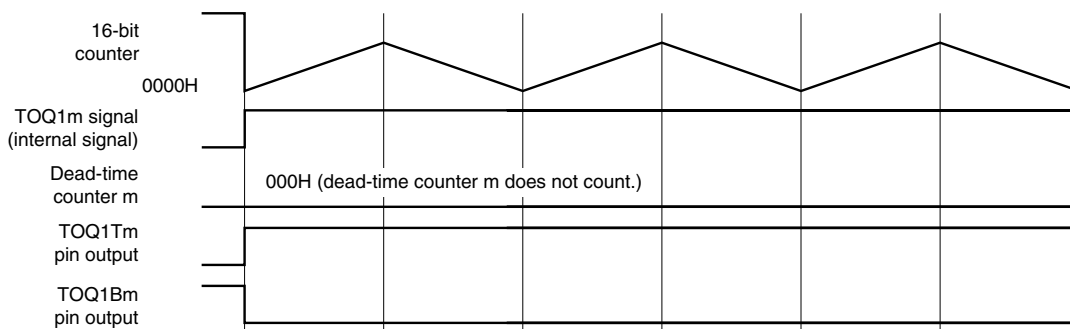 16-bit
counter
0000H
TOQ1m signal
(internal signal)
Dead-time
counter m
000H (dead-time counter m does not count.)
TOQ1Tm
pin output
TOQ1Bm
pin output